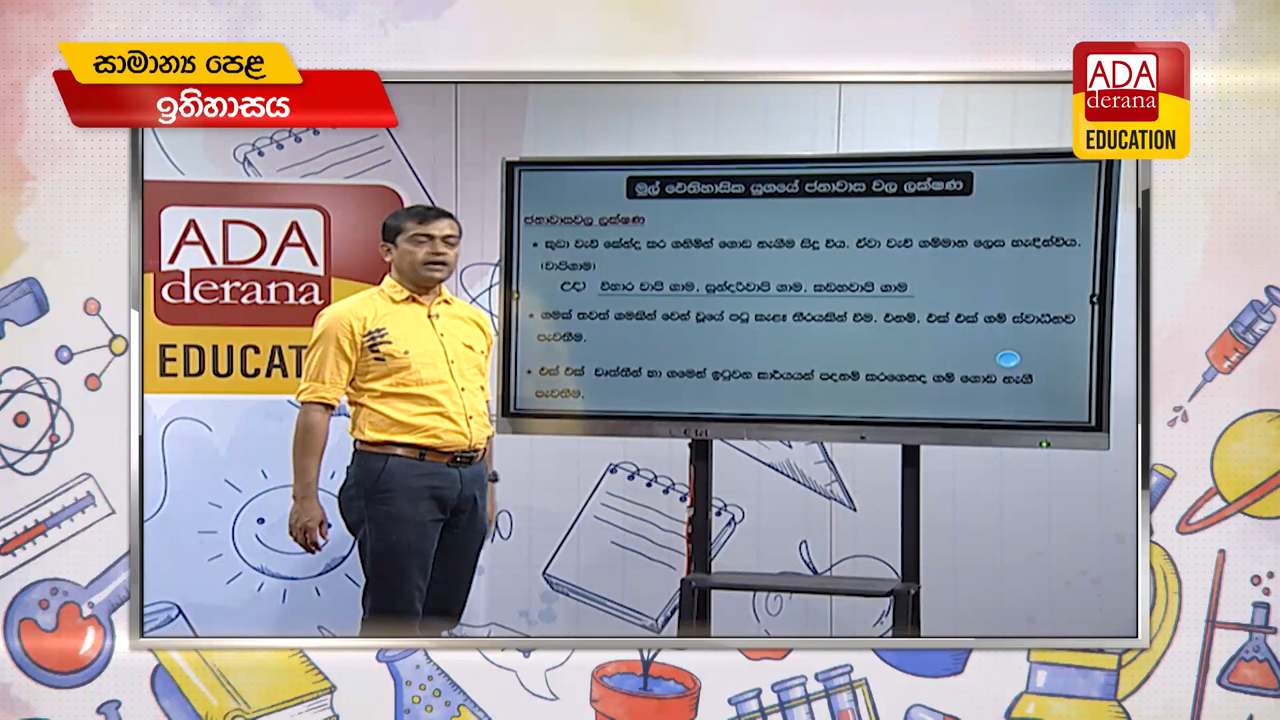 සාමාන්‍ය පෙළ
ඉතිහාසය
ADA
derana
EDUCATION
ADA
derana
EDUCAT
මුල් ඓතිහාසික යුගයේ ජනාවාස වල ලක්ෂණ
ජනාවාසවල ලක්ෂණ
* කුඩා වැව් කේන්ද්‍ර කර ගනිමින් ගොඩ නැගීම සිදු විය. ඒවා වැව් ගම්මාන ලෙස හැඳින්විය.
(වාපිගාම)
උදා විහාර වාපි ගාම, සුන්දරිවාපි ගාම, කඩහවාපි ගාම
* ගමක් තවත් ගමකින් වෙන් වූයේ පටු කැළෑ තීරයකින් වීම. එනම්, එක් එක් ගම් ස්වාධීනව
පැවතීම.
* එක් එක් වෘත්තීන් හා ගමෙන් ඉටුවන කාර්යයන් පදනම් කරගෙනද ගම් ගොඩ නැගී
පැවතීම.